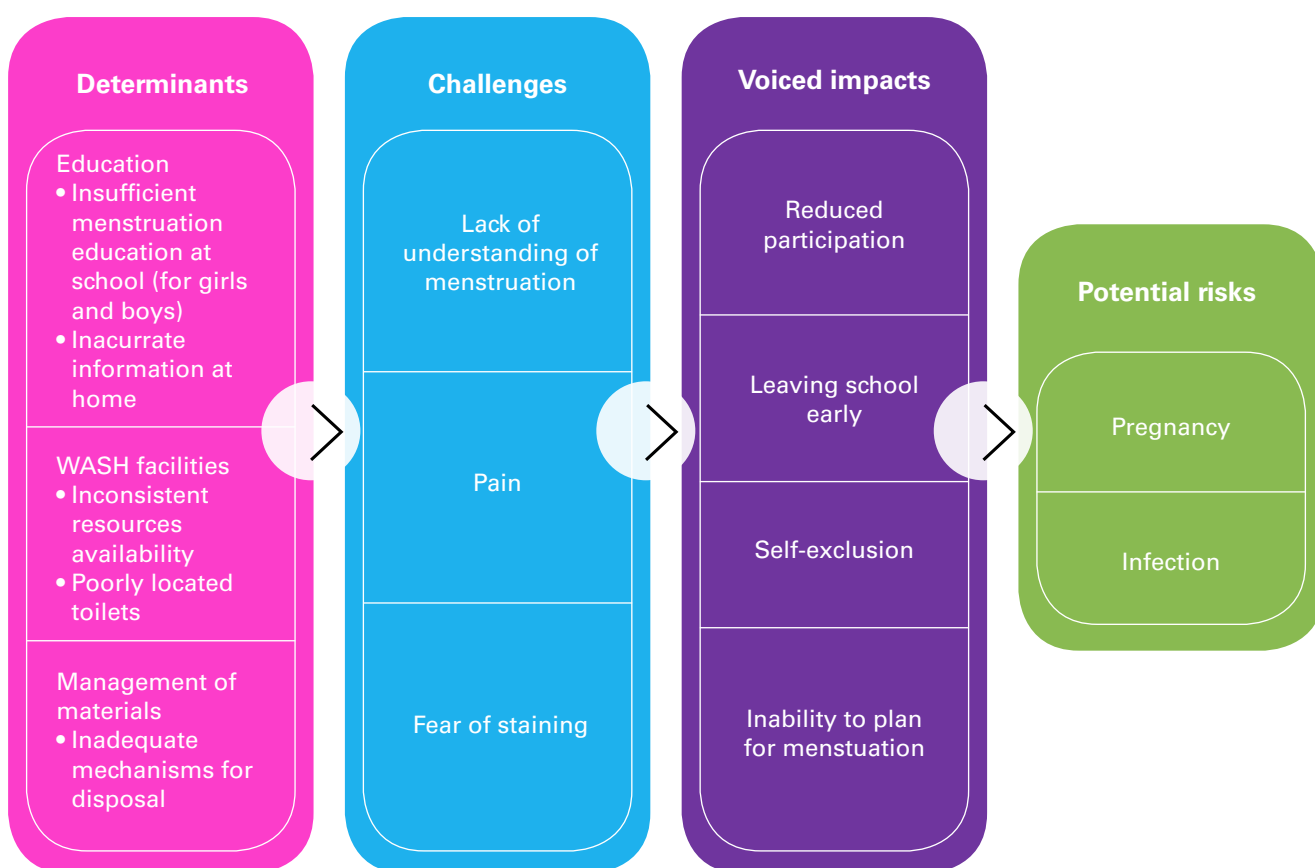 Determinants
Education
• Insufficient
menstruation
education at
school (for girls
and boys)
• Inacurrate
information at
home
WASH facilities
• Inconsistent
resources
availability
• Poorly located
toilets
Management of
materials
• Inadequate
mechanisms for
disposal
Challenges
Lack of
understanding of
menstruation
Pain
Fear of staining
Voiced impacts
Reduced
participation
Leaving school
early
Self-exclusion
Inability to plan
for menstuation
Potential risks
Pregnancy
Infection